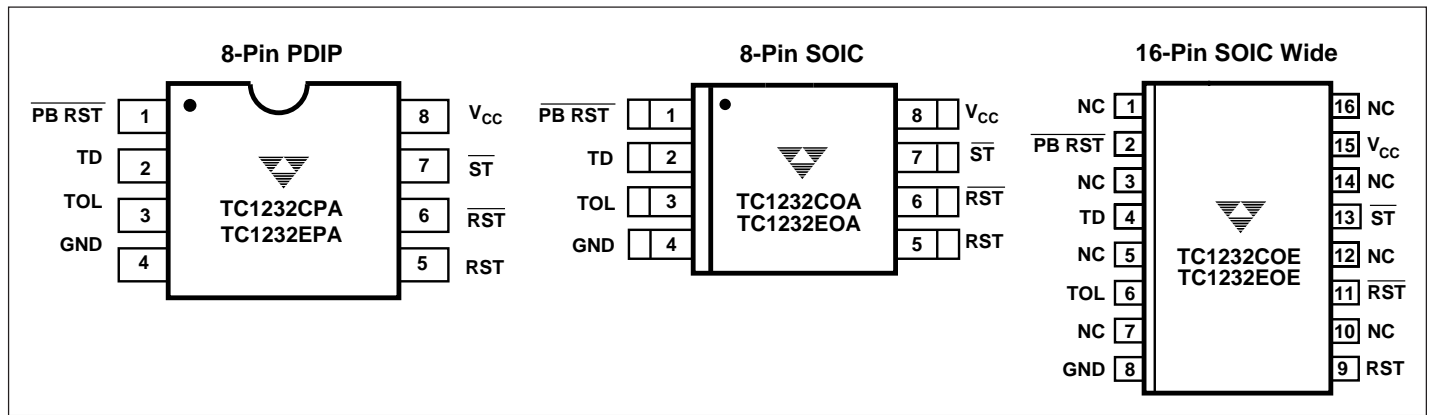 8-Pin PDIP
PB RST 1
TD 2
TOL 3
GND 4
8 VCC
7 ST
6 RST
5 RST
TC1232CPA
TC1232EPA
8-Pin SOIC
PB RST 1
TD 2
TOL 3
GND 4
8 VCC
7 ST
6 RST
5 RST
TC1232COA
TC1232EOA
16-Pin SOIC Wide
NC 1
PB RST 2
NC 3
TD 4
NC 5
TOL 6
NC 7
GND 8
16 NC
15 VCC
14 NC
13 ST
12 NC
11 RST
10 NC
9 RST
TC1232COE
TC1232EOE